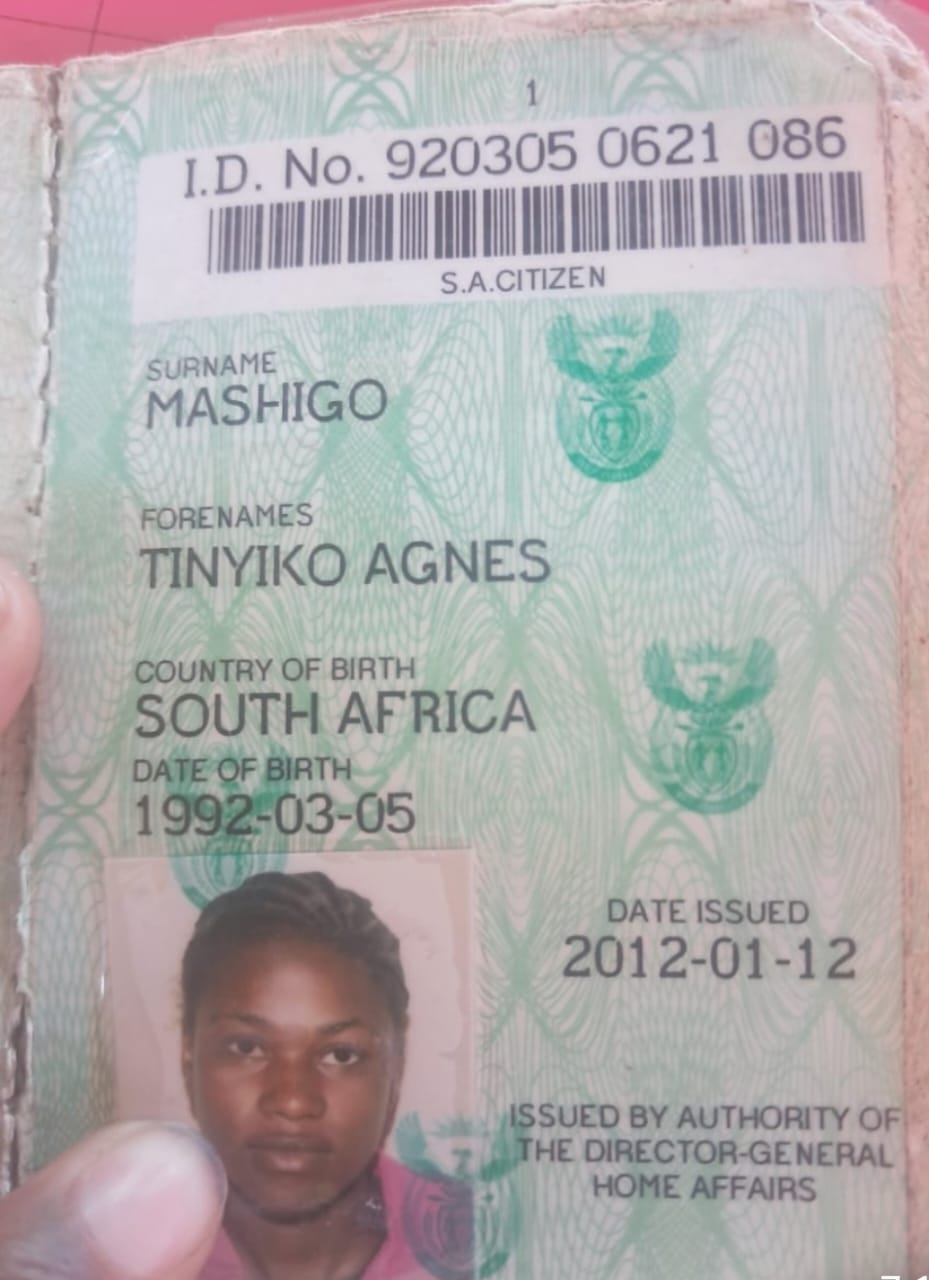 1
I.D. No. 920305 0621 086
S.A.CITIZEN
SURNAME
MASHIGO
FORENAMES
TINYIKO AGNES
COUNTRY OF BIRTH
SOUTH AFRICA
DATE OF BIRTH
1992-03-05
DATE ISSUED
2012-01-12
ISSUED BY AUTHORITY OF
THE DIRECTOR-GENERAL
HOME AFFAIRS